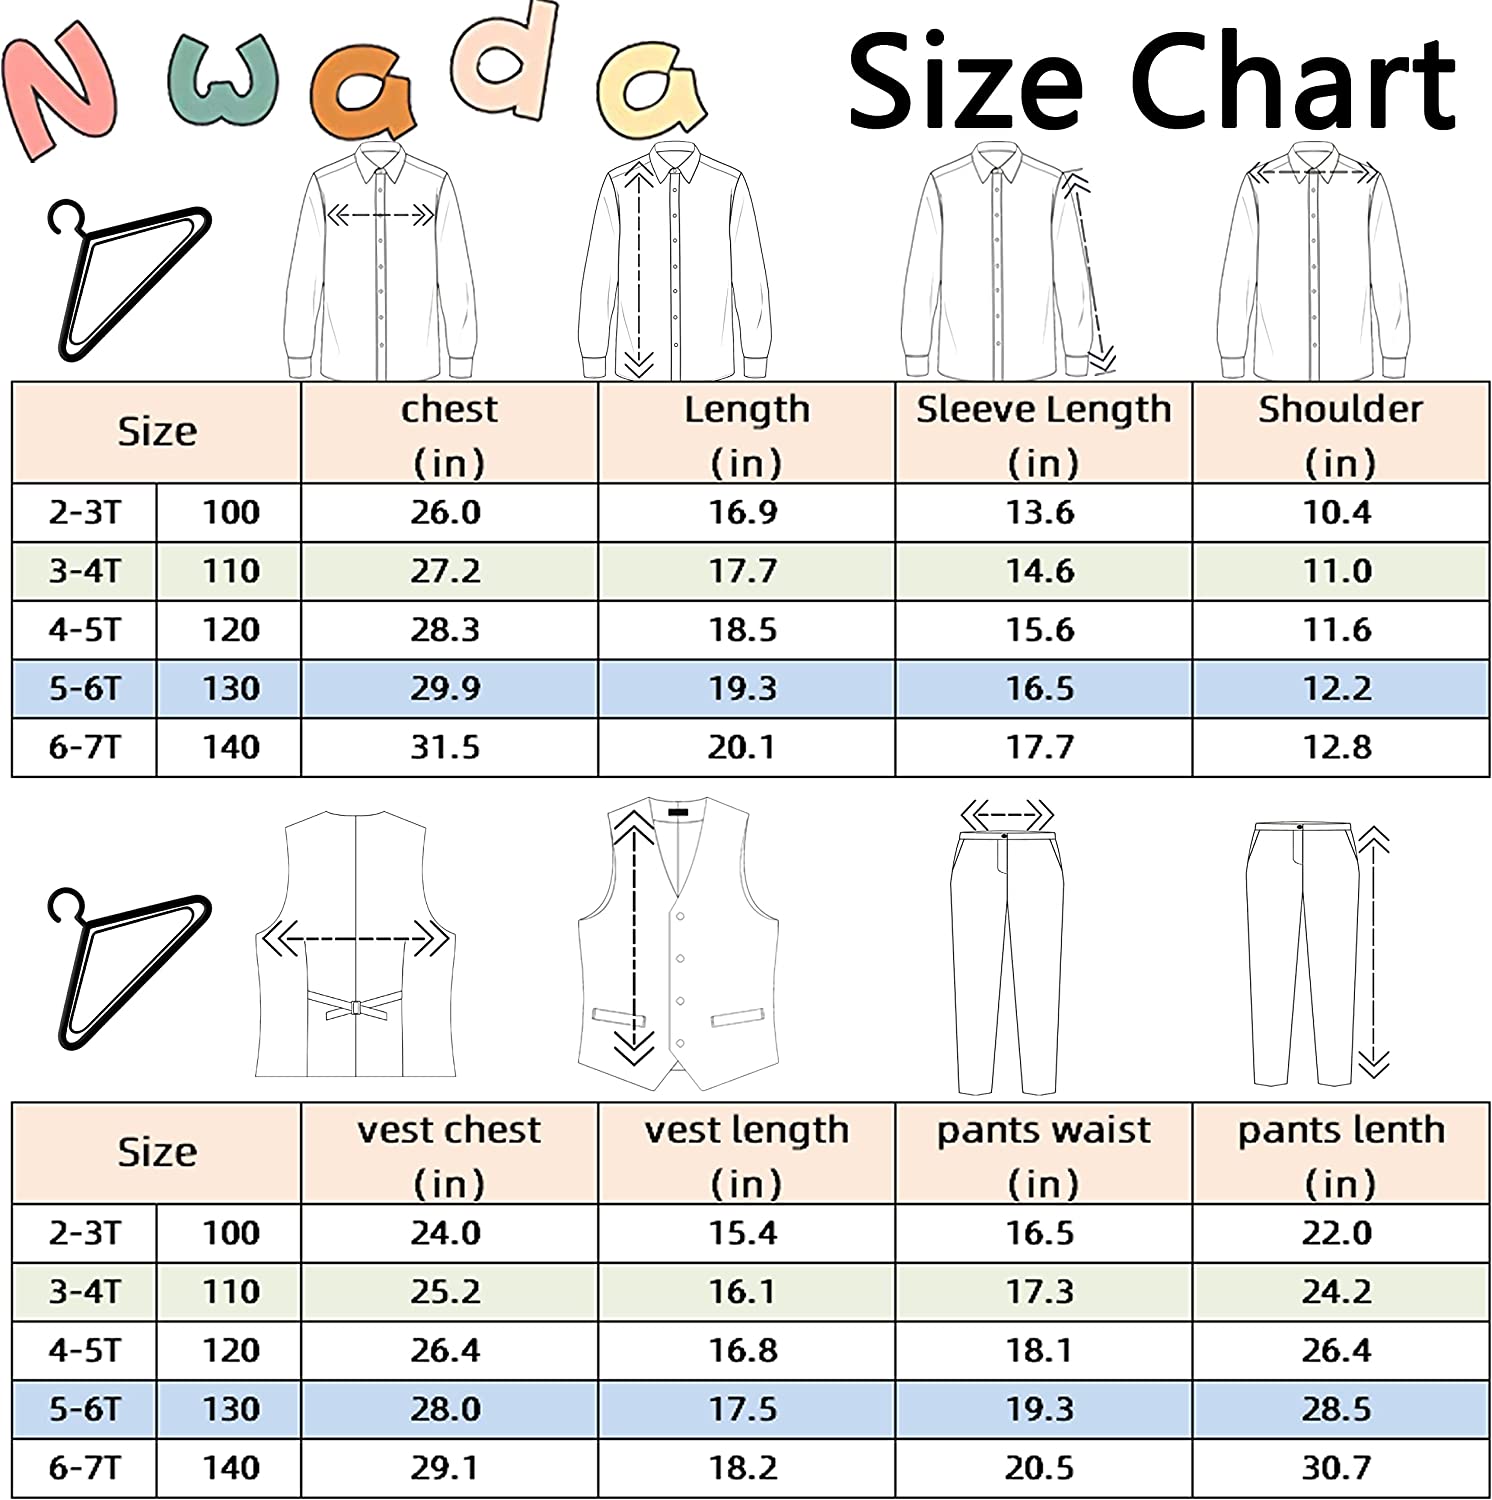 Nwada
Size Chart
Size chest (in) Length (in) Sleeve Length (in) Shoulder (in)
2-3T 100 26.0 16.9 13.6 10.4
3-4T 110 27.2 17.7 14.6 11.0
4-5T 120 28.3 18.5 15.6 11.6
5-6T 130 29.9 19.3 16.5 12.2
6-7T 140 31.5 20.1 17.7 12.8
Size vest chest (in) vest length (in) pants waist (in) pants lenth (in)
2-3T 100 24.0 15.4 16.5 22.0
3-4T 110 25.2 16.1 17.3 24.2
4-5T 120 26.4 16.8 18.1 26.4
5-6T 130 28.0 17.5 19.3 28.5
6-7T 140 29.1 18.2 20.5 30.7